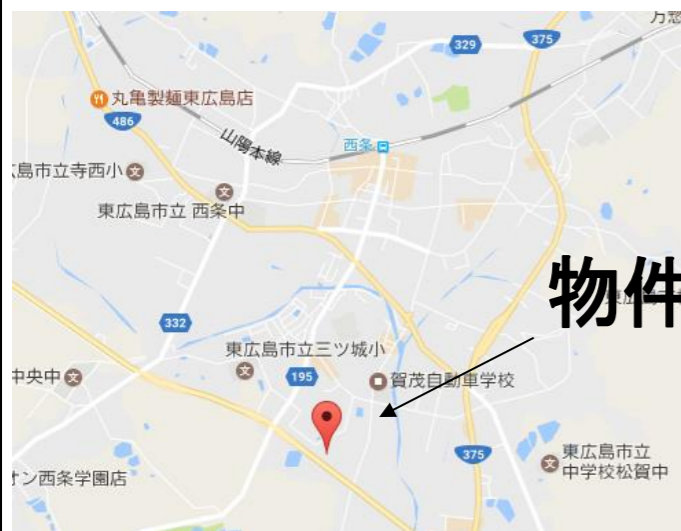 万惣
329
375
丸亀製麺東広島店
486
山陽本線
西条
島市立寺西小
東広島市立 西条中
物件
332
東広島市立三ツ城小
中央中
195
賀茂自動車学校
375
東広島市立
中学校松賀中
オン西条学園店